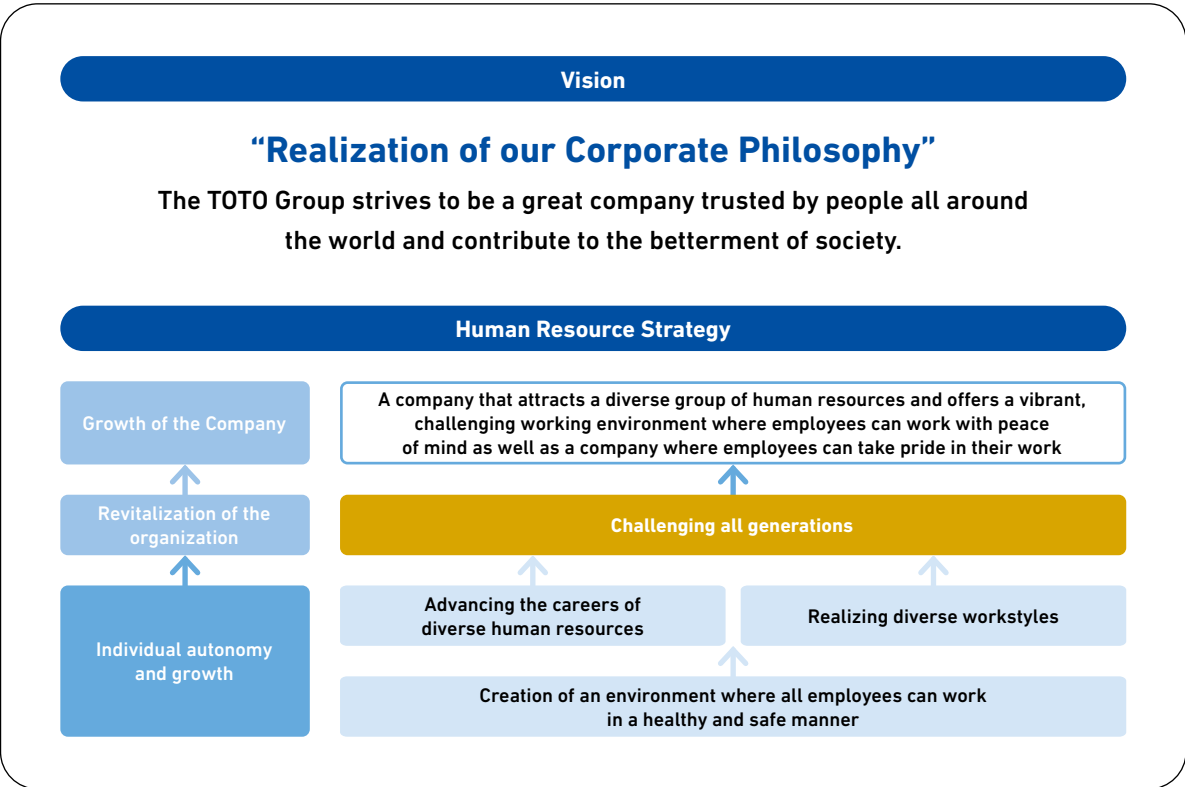 Vision
“Realization of our Corporate Philosophy”
The TOTO Group strives to be a great company trusted by people all around
the world and contribute to the betterment of society.
Human Resource Strategy
Growth of the Company
A company that attracts a diverse group of human resources and offers a vibrant,
challenging working environment where employees can work with peace
of mind as well as a company where employees can take pride in their work
Revitalization of the
organization
Challenging all generations
Individual autonomy
and growth
Advancing the careers of
diverse human resources
Realizing diverse workstyles
Creation of an environment where all employees can work
in a healthy and safe manner